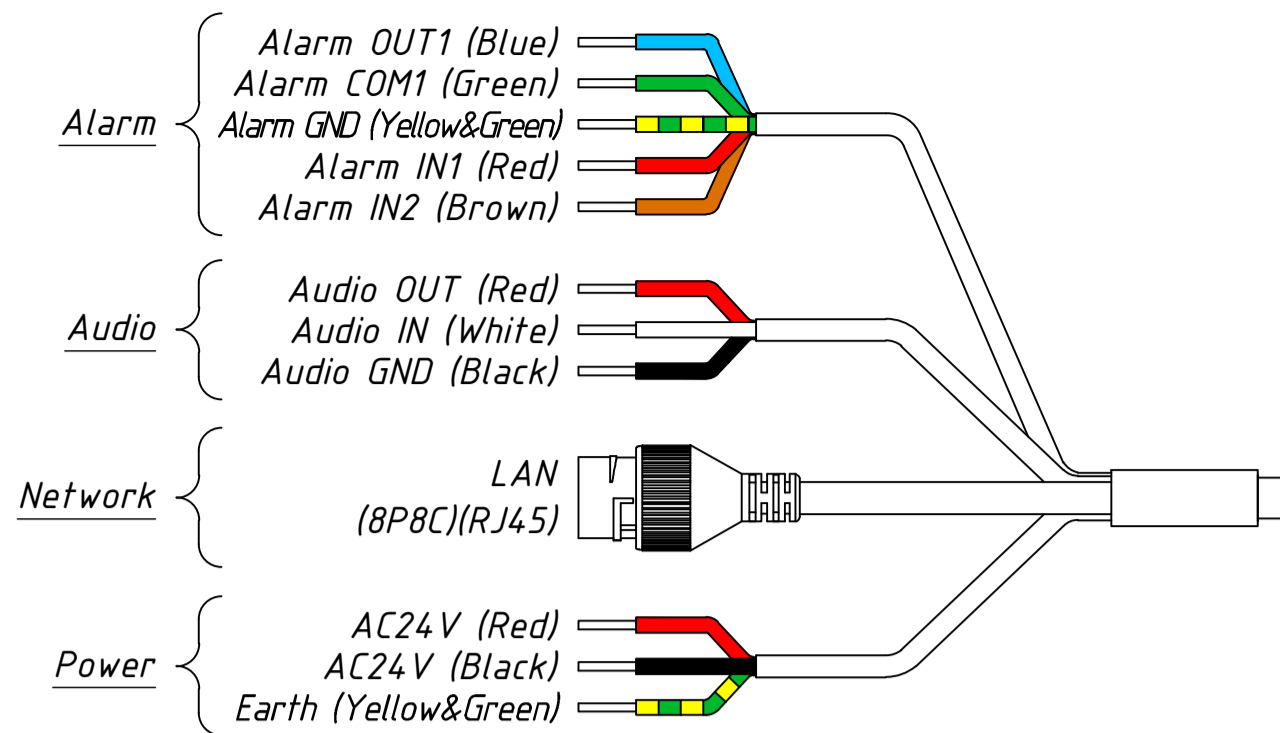 Alarm
Alarm OUT1 (Blue)
Alarm COM1 (Green)
Alarm GND (Yellow&Green)
Alarm IN1 (Red)
Alarm IN2 (Brown)
Audio
Audio OUT (Red)
Audio IN (White)
Audio GND (Black)
Network
LAN
(8P8C)(RJ45)
Power
AC24V (Red)
AC24V (Black)
Earth (Yellow&Green)